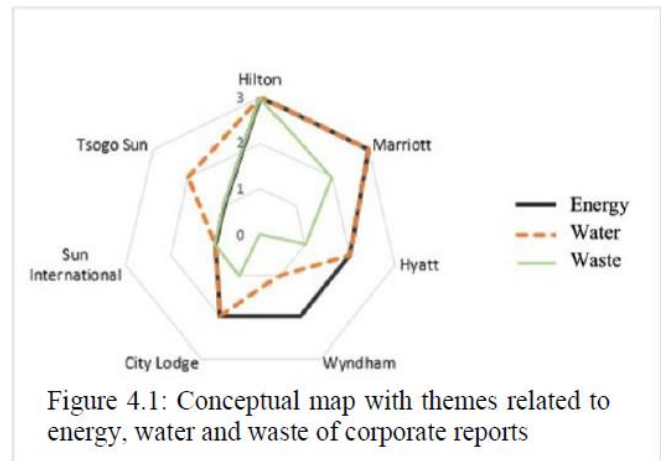 Hilton
3
Tsogo Sun
2
Marriott
1
Energy
0
Water
Sun
International
Hyatt
Waste
City Lodge
Wyndham
Figure 4.1: Conceptual map with themes related to
energy, water and waste of corporate reports